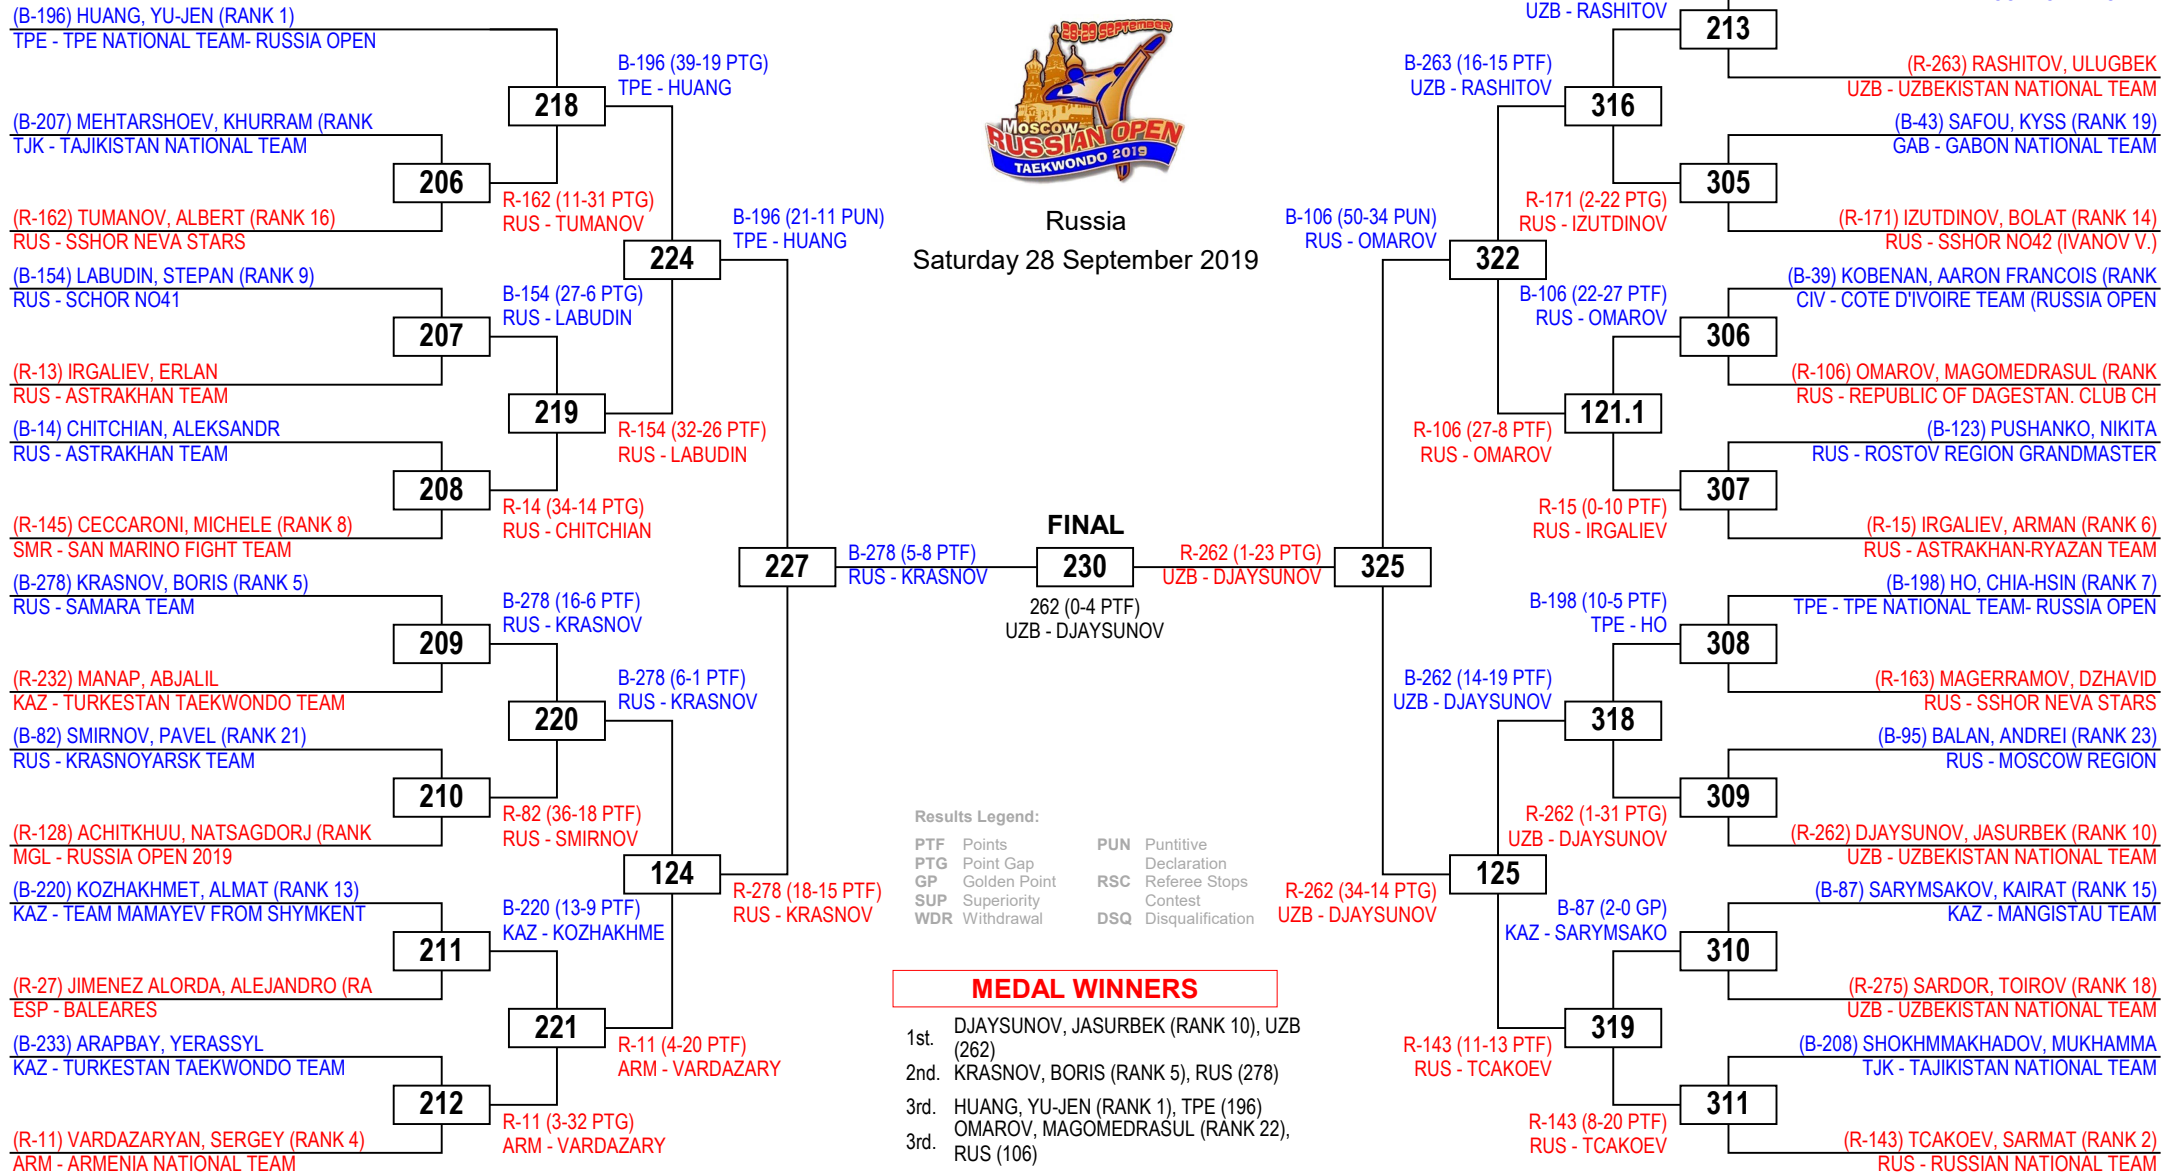 (B-196) HUANG, YU-JEN (RANK 1)
TPE - TPE NATIONAL TEAM- RUSSIA OPEN
(B-207) MEHTARSHOEV, KHURRAM (RANK
TJK - TAJIKISTAN NATIONAL TEAM
(R-162) TUMANOV, ALBERT (RANK 16)
RUS - SSHOR NEVA STARS
(B-154) LABUDIN, STEPAN (RANK 9)
RUS - SCHOR NO41
(R-13) IRGALIEV, ERLAN
RUS - ASTRAKHAN TEAM
(B-14) CHITCHIAN, ALEKSANDR
RUS - ASTRAKHAN TEAM
(R-145) CECCARONI, MICHELE (RANK 8)
SMR - SAN MARINO FIGHT TEAM
(B-278) KRASNOV, BORIS (RANK 5)
RUS - SAMARA TEAM
(R-232) MANAP, ABJALIL
KAZ - TURKESTAN TAEKWONDO TEAM
(B-82) SMIRNOV, PAVEL (RANK 21)
RUS - KRASNOYARSK TEAM
(R-128) ACHITKHUU, NATSAGDORJ (RANK
MGL - RUSSIA OPEN 2019
(B-220) KOZHAKHMET, ALMAT (RANK 13)
KAZ - TEAM MAMAYEV FROM SHYMKENT
(R-27) JIMENEZ ALORDA, ALEJANDRO (RA
ESP - BALEARES
(B-233) ARAPBAY, YERASSYL
KAZ - TURKESTAN TAEKWONDO TEAM
(R-11) VARDAZARYAN, SERGEY (RANK 4)
ARM - ARMENIA NATIONAL TEAM
206
207
208
209
210
211
212
218
R-162 (11-31 PTG)
RUS - TUMANOV
B-154 (27-6 PTG)
RUS - LABUDIN
219
R-14 (34-14 PTG)
RUS - CHITCHIAN
B-278 (16-6 PTF)
RUS - KRASNOV
220
R-82 (36-18 PTF)
RUS - SMIRNOV
B-220 (13-9 PTF)
KAZ - KOZHAKHME
221
R-11 (3-32 PTG)
ARM - VARDAZARY
B-196 (39-19 PTG)
TPE - HUANG
224
R-154 (32-26 PTF)
RUS - LABUDIN
B-278 (6-1 PTF)
RUS - KRASNOV
124
R-11 (4-20 PTF)
ARM - VARDAZARY
B-196 (21-11 PUN)
TPE - HUANG
227
R-278 (18-15 PTF)
RUS - KRASNOV
B-278 (5-8 PTF)
RUS - KRASNOV
28-29 SEPTEMBER
MOSCOW
RUSSIAN OPEN
TAEKWONDO 2019
Russia
Saturday 28 September 2019
FINAL
230
262 (0-4 PTF)
UZB - DJAYSUNOV
R-262 (1-23 PTG)
UZB - DJAYSUNOV
325
B-106 (50-34 PUN)
RUS - OMAROV
R-262 (34-14 PTG)
UZB - DJAYSUNOV
B-263 (16-15 PTF)
UZB - RASHITOV
322
R-106 (27-8 PTF)
RUS - OMAROV
B-262 (14-19 PTF)
UZB - DJAYSUNOV
125
R-143 (11-13 PTF)
RUS - TCAKOEV
UZB - RASHITOV
316
R-171 (2-22 PTG)
RUS - IZUTDINOV
B-106 (22-27 PTF)
RUS - OMAROV
121.1
R-15 (0-10 PTF)
RUS - IRGALIEV
B-198 (10-5 PTF)
TPE - HO
318
R-262 (1-31 PTG)
UZB - DJAYSUNOV
B-87 (2-0 GP)
KAZ - SARYMSAKO
319
R-143 (8-20 PTF)
RUS - TCAKOEV
213
305
306
307
308
309
310
311
(R-263) RASHITOV, ULUGBEK
UZB - UZBEKISTAN NATIONAL TEAM
(B-43) SAFOU, KYSS (RANK 19)
GAB - GABON NATIONAL TEAM
(R-171) IZUTDINOV, BOLAT (RANK 14)
RUS - SSHOR NO42 (IVANOV V.)
(B-39) KOBENAN, AARON FRANCOIS (RANK
CIV - COTE D'IVOIRE TEAM (RUSSIA OPEN
(R-106) OMAROV, MAGOMEDRASUL (RANK
RUS - REPUBLIC OF DAGESTAN. CLUB CH
(B-123) PUSHANKO, NIKITA
RUS - ROSTOV REGION GRANDMASTER
(R-15) IRGALIEV, ARMAN (RANK 6)
RUS - ASTRAKHAN-RYAZAN TEAM
(B-198) HO, CHIA-HSIN (RANK 7)
TPE - TPE NATIONAL TEAM- RUSSIA OPEN
(R-163) MAGERRAMOV, DZHAVID
RUS - SSHOR NEVA STARS
(B-95) BALAN, ANDREI (RANK 23)
RUS - MOSCOW REGION
(R-262) DJAYSUNOV, JASURBEK (RANK 10)
UZB - UZBEKISTAN NATIONAL TEAM
(B-87) SARYMSAKOV, KAIRAT (RANK 15)
KAZ - MANGISTAU TEAM
(R-275) SARDOR, TOIROV (RANK 18)
UZB - UZBEKISTAN NATIONAL TEAM
(B-208) SHOKHMMAKHADOV, MUKHAMMA
TJK - TAJIKISTAN NATIONAL TEAM
(R-143) TCAKOEV, SARMAT (RANK 2)
RUS - RUSSIAN NATIONAL TEAM
Results Legend:
PTF Points
PTG Point Gap
GP Golden Point
SUP Superiority
WDR Withdrawal
PUN Puntitive
Declaration
RSC Referee Stops
Contest
DSQ Disqualification
MEDAL WINNERS
1st. DJAYSUNOV, JASURBEK (RANK 10), UZB
(262)
2nd. KRASNOV, BORIS (RANK 5), RUS (278)
3rd. HUANG, YU-JEN (RANK 1), TPE (196)
3rd. OMAROV, MAGOMEDRASUL (RANK 22),
RUS (106)